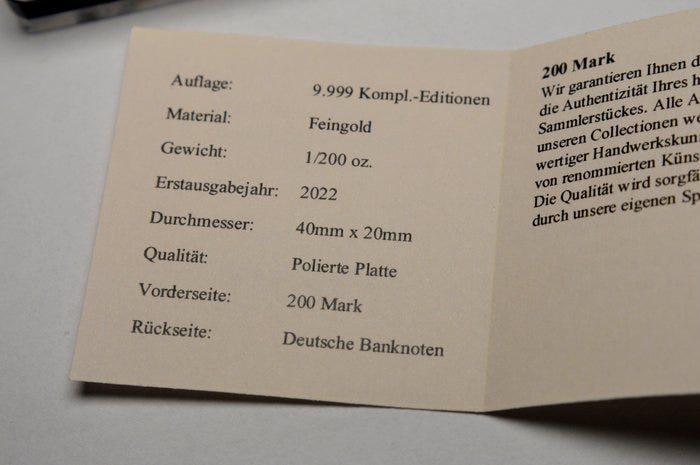 Auflage: 9.999 Kompl.-Editionen
Material: Feingold
Gewicht: 1/200 oz.
Erstausgabejahr: 2022
Durchmesser: 40mm x 20mm
Qualität: Polierte Platte
Vorderseite: 200 Mark
Rückseite: Deutsche Banknoten
200 Mark
Wir garantieren Ihnen
die Authentizität Ihres
Sammlerstückes. Alle
unseren Collectionen
wertiger
von renommierten
Die Qualität wird
durch unsere eigenen